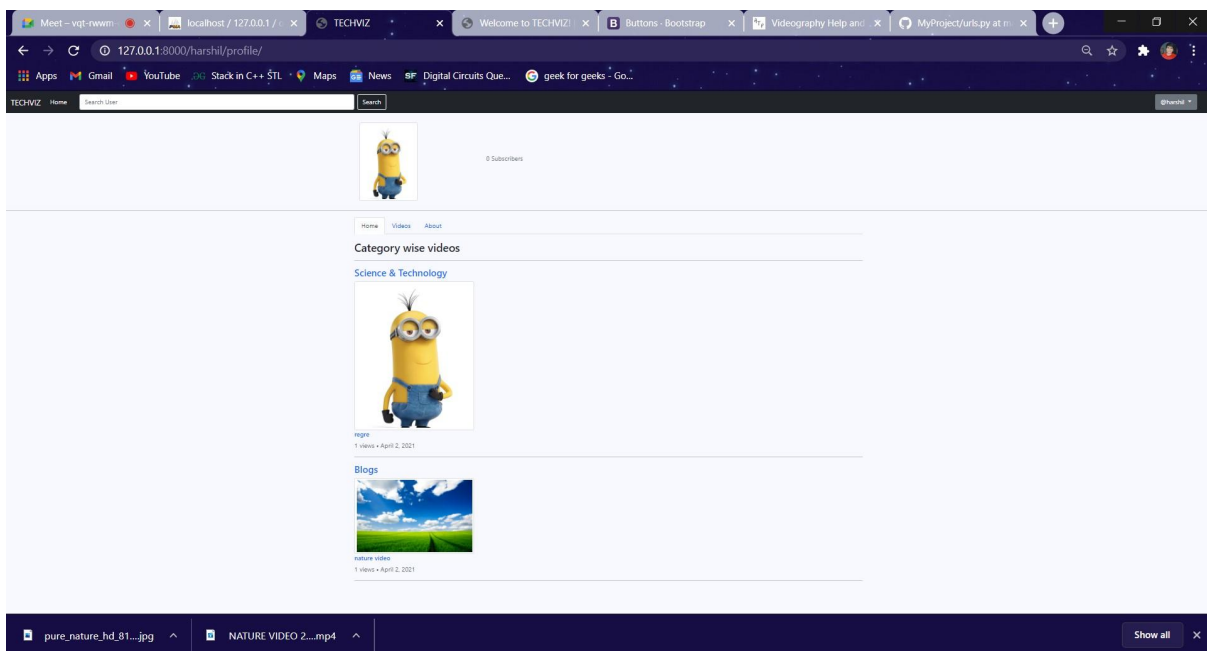 Meet – vqt-rwwm- localhost / 127.0.0.1 / TECHVIZ Welcome to TECHVIZ! Buttons · Bootstrap Videography Help and MyProject/urls.py at m
127.0.0.1:8000/harshil/profile/
Apps Gmail YouTube Stack in C++ STL Maps News SF Digital Circuits Que... geek for geeks - Go...
TECHVIZ Home Search User Search @harshil
0 Subscribers
Home Videos About
Category wise videos
Science & Technology
regre
1 views • April 2, 2021
Blogs
nature video
1 views • April 2, 2021
pure_nature_hd_81....jpg NATURE VIDEO 2....mp4 Show all